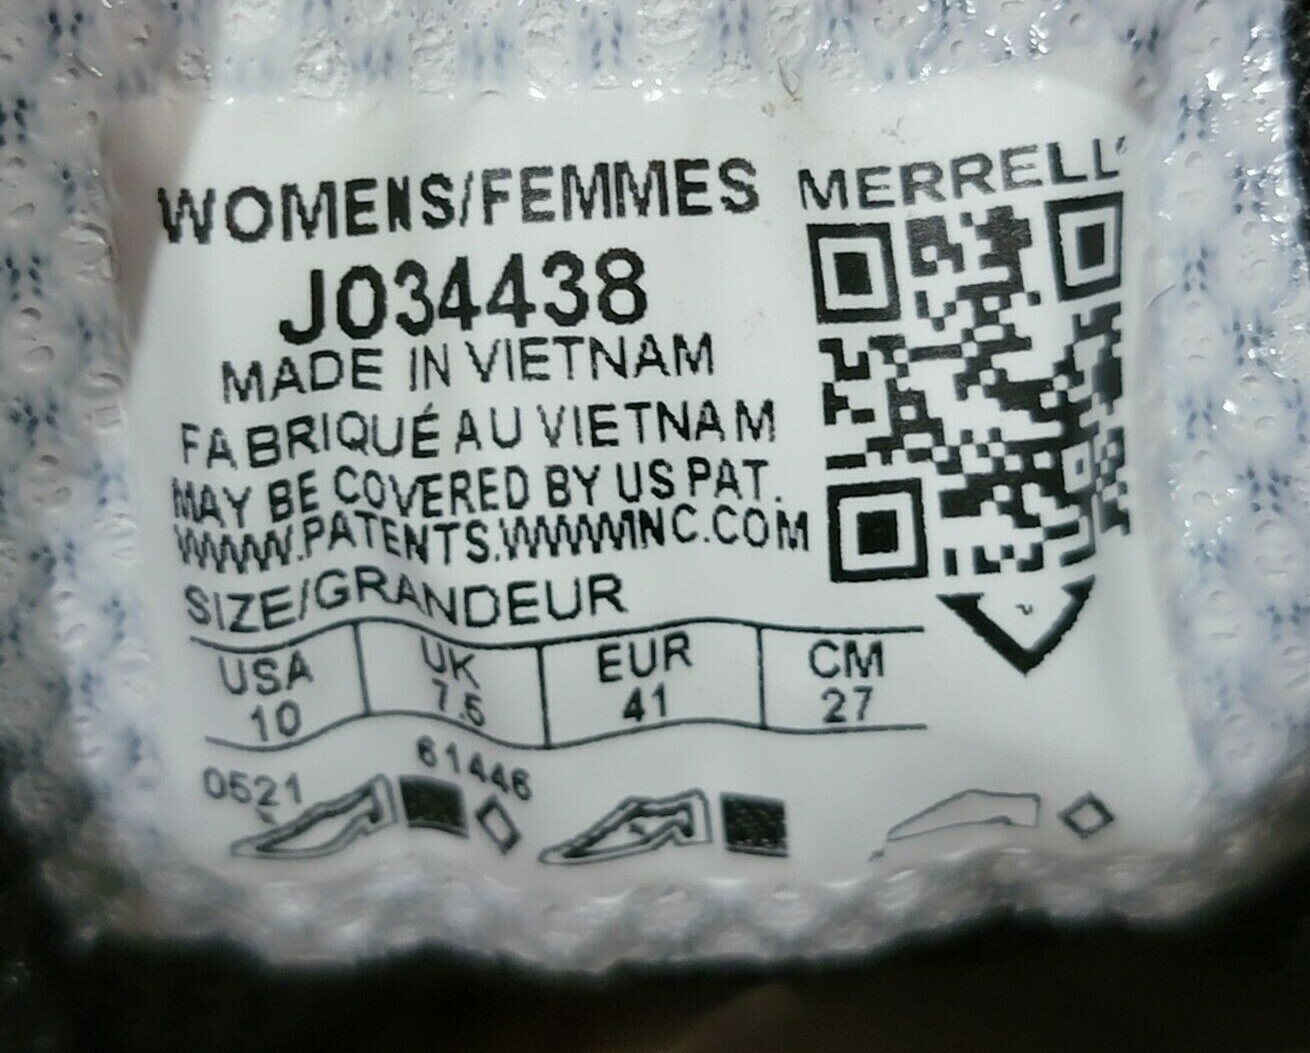 WOMENS/FEMMES
MERRELL
J034438
MADE IN VIETNAM
FABRIQUÉ AU VIETNAM
MAY BE COVERED BY US PAT.
WWW.PATENTS.WWWINC.COM
SIZE/GRANDEUR
USA UK EUR CM
10 7.5 41 27
0521 61446